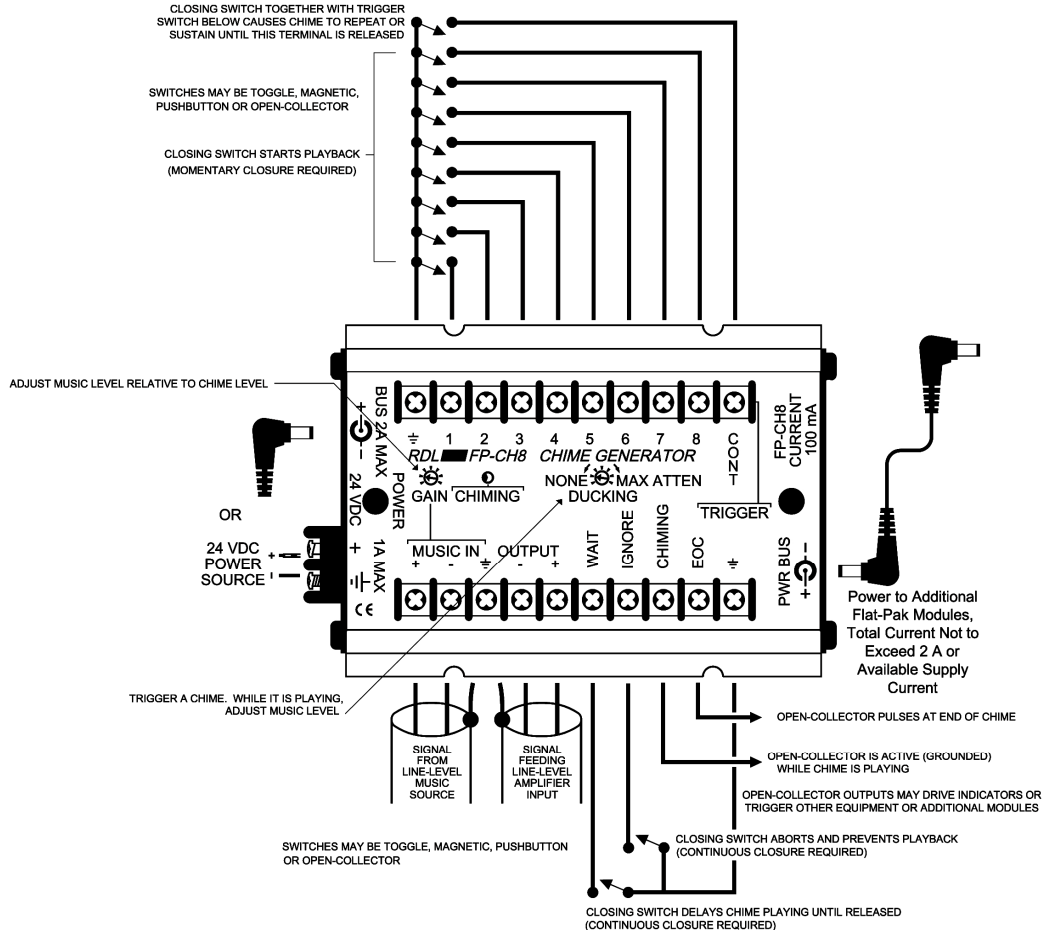 CLOSING SWITCH TOGETHER WITH TRIGGER
SWITCH BELOW CAUSES CHIME TO REPEAT OR
SUSTAIN UNTIL THIS TERMINAL IS RELEASED
SWITCHES MAY BE TOGGLE, MAGNETIC,
PUSHBUTTON OR OPEN-COLLECTOR
CLOSING SWITCH STARTS PLAYBACK
(MOMENTARY CLOSURE REQUIRED)
ADJUST MUSIC LEVEL RELATIVE TO CHIME LEVEL
BUS 2A MAX
+
-
24 VDC
POWER
1 2 3 4 5 6 7 8 CONT
RDL FP-CH8 CHIME GENERATOR
GAIN
CHIMING
NONE MAX ATTEN
DUCKING
TRIGGER
FP-CH8
CURRENT
100 mA
OR
24 VDC
POWER
SOURCE
+
-
+
1A MAX
CE
MUSIC IN
+ -
OUTPUT
- +
WAIT
IGNORE
CHIMING
EOC
PWR BUS
-
+
Power to Additional
Flat-Pak Modules,
Total Current Not to
Exceed 2 A or
Available Supply
Current
TRIGGER A CHIME. WHILE IT IS PLAYING,
ADJUST MUSIC LEVEL
SIGNAL
FROM
LINE-LEVEL
MUSIC
SOURCE
SIGNAL
FEEDING
LINE-LEVEL
AMPLIFIER
INPUT
OPEN-COLLECTOR PULSES AT END OF CHIME
OPEN-COLLECTOR IS ACTIVE (GROUNDED)
WHILE CHIME IS PLAYING
OPEN-COLLECTOR OUTPUTS MAY DRIVE INDICATORS OR
TRIGGER OTHER EQUIPMENT OR ADDITIONAL MODULES
SWITCHES MAY BE TOGGLE, MAGNETIC, PUSHBUTTON
OR OPEN-COLLECTOR
CLOSING SWITCH ABORTS AND PREVENTS PLAYBACK
(CONTINUOUS CLOSURE REQUIRED)
CLOSING SWITCH DELAYS CHIME PLAYING UNTIL RELEASED
(CONTINUOUS CLOSURE REQUIRED)